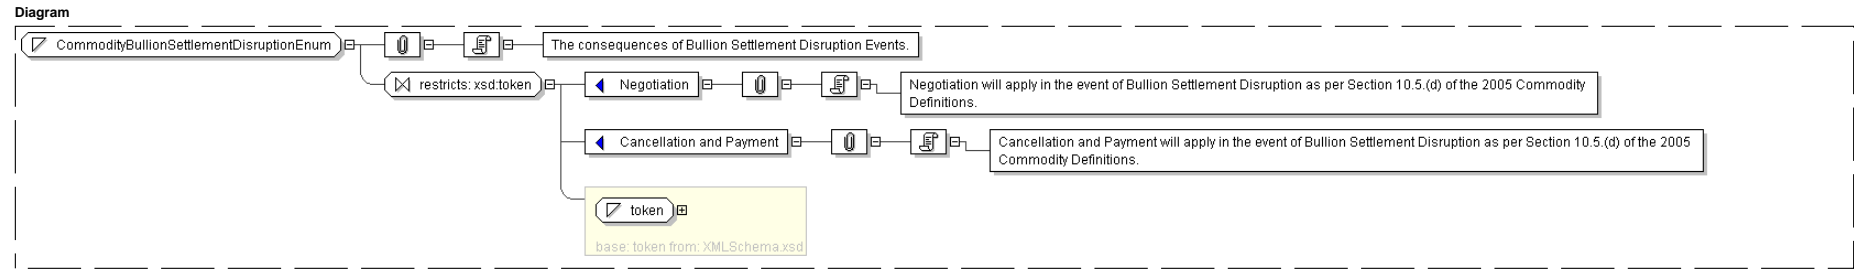 Diagram
CommodityBullionSettlementDisruptionEnum
The consequences of Bullion Settlement Disruption Events.
restricts: xsd:token
Negotiation
Negotiation will apply in the event of Bullion Settlement Disruption as per Section 10.5.(d) of the 2005 Commodity
Definitions.
Cancellation and Payment
Cancellation and Payment will apply in the event of Bullion Settlement Disruption as per Section 10.5.(d) of the 2005
Commodity Definitions.
token
base: token from: XMLSchema.xsd